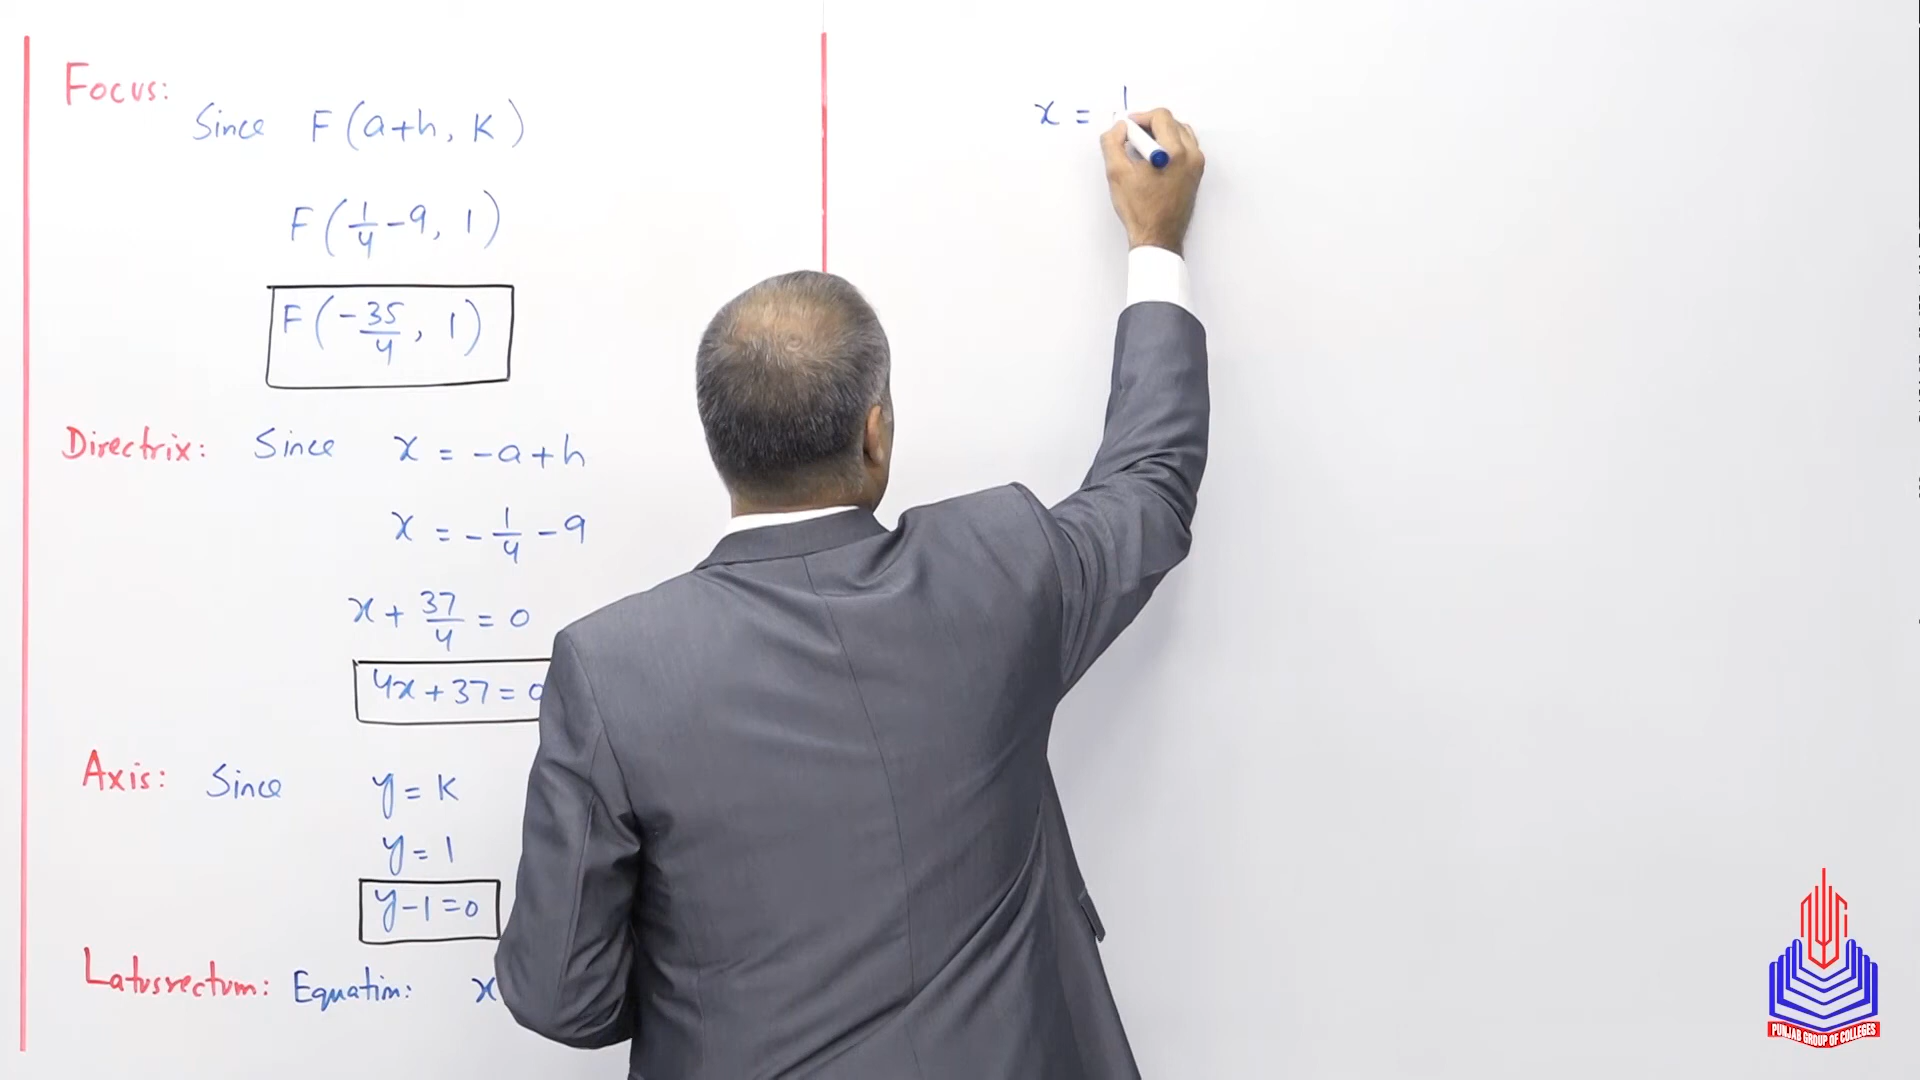 Focus:
Since F(a+h, K)
F(1/4-9, 1)
F(-35/4, 1)
Directrix: Since x = -a+h
x = -1/4-9
x + 37/4 = 0
4x+37=0
Axis: Since y = K
y = 1
y-1=0
Latusrectum: Equation: x
x = 1
PUNJAB GROUP OF COLLEGES